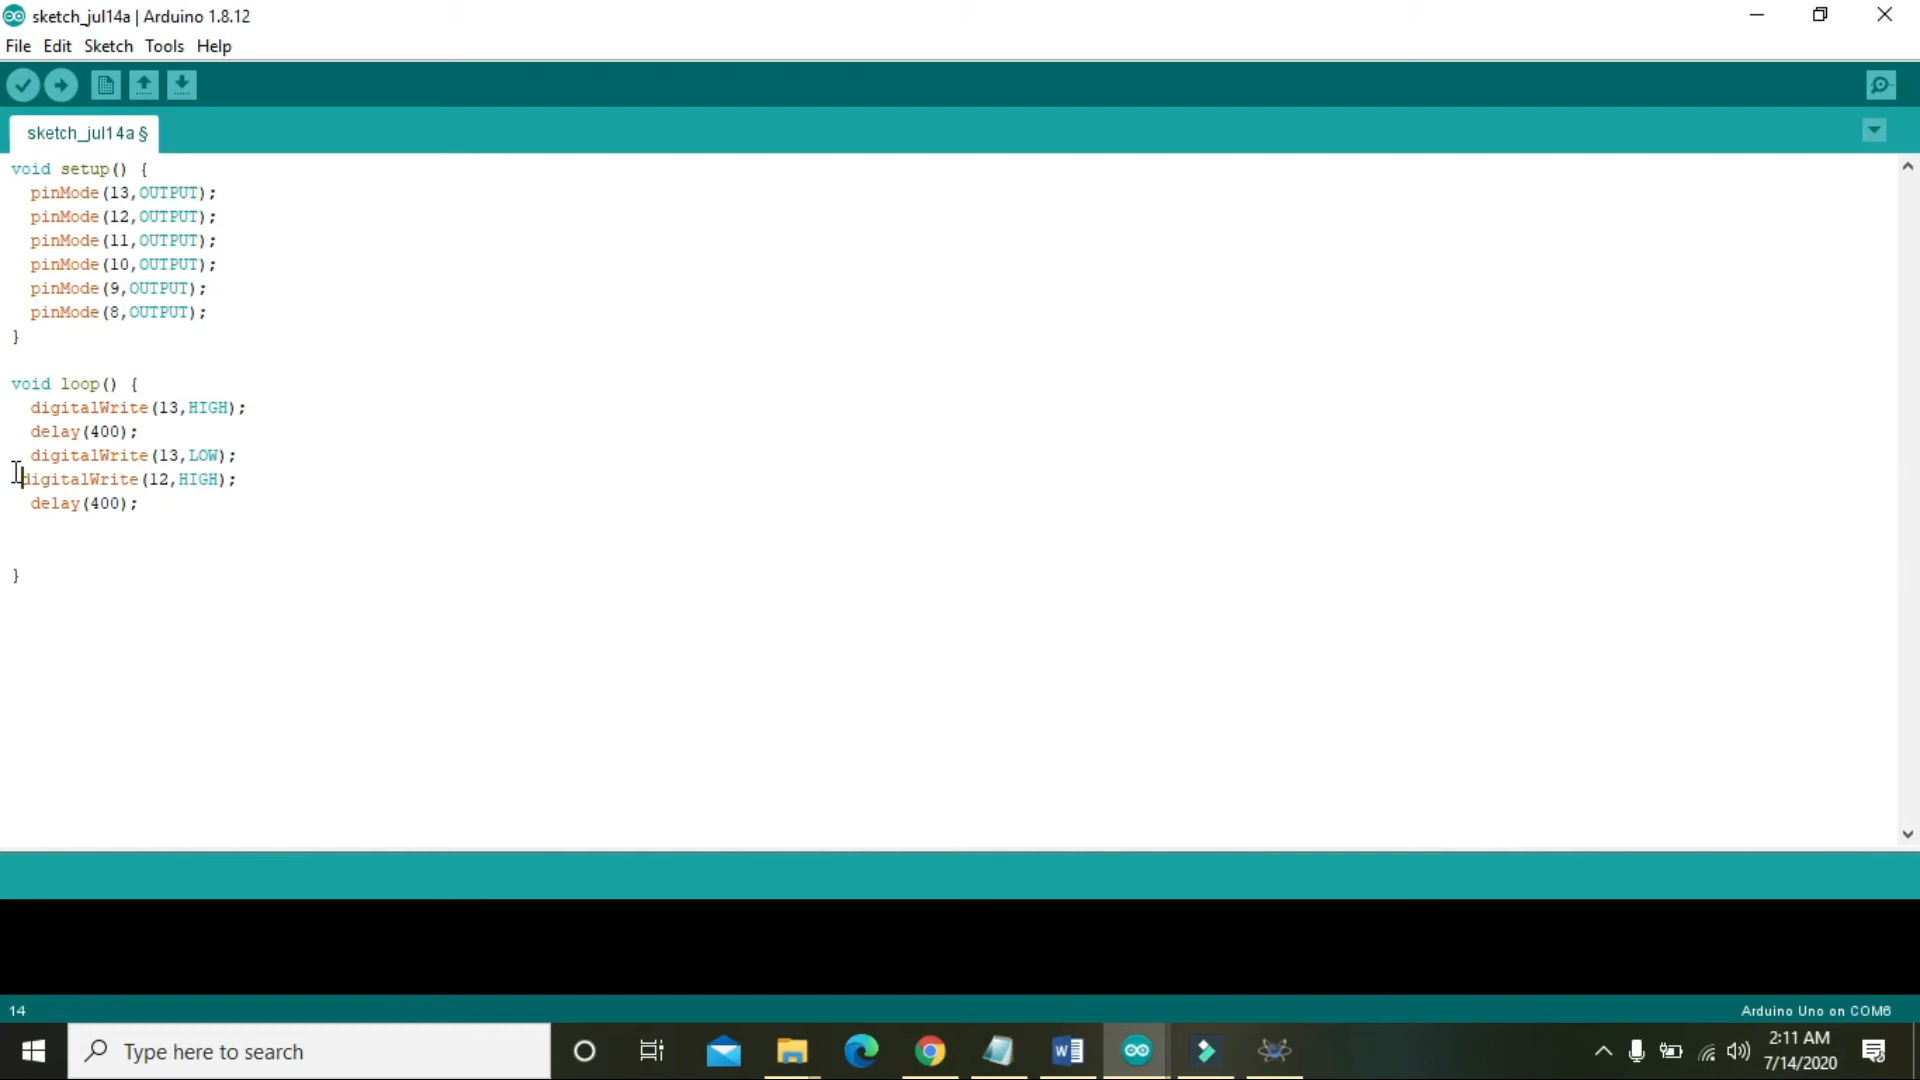 sketch_jul14a | Arduino 1.8.12
File Edit Sketch Tools Help
sketch_jul14a §
void setup() {
  pinMode(13,OUTPUT);
  pinMode(12,OUTPUT);
  pinMode(11,OUTPUT);
  pinMode(10,OUTPUT);
  pinMode(9,OUTPUT);
  pinMode(8,OUTPUT);
}
void loop() {
  digitalWrite(13,HIGH);
  delay(400);
  digitalWrite(13,LOW);
 digitalWrite(12,HIGH);
  delay(400);
}
14
Arduino Uno on COM6
Type here to search
2:11 AM
7/14/2020